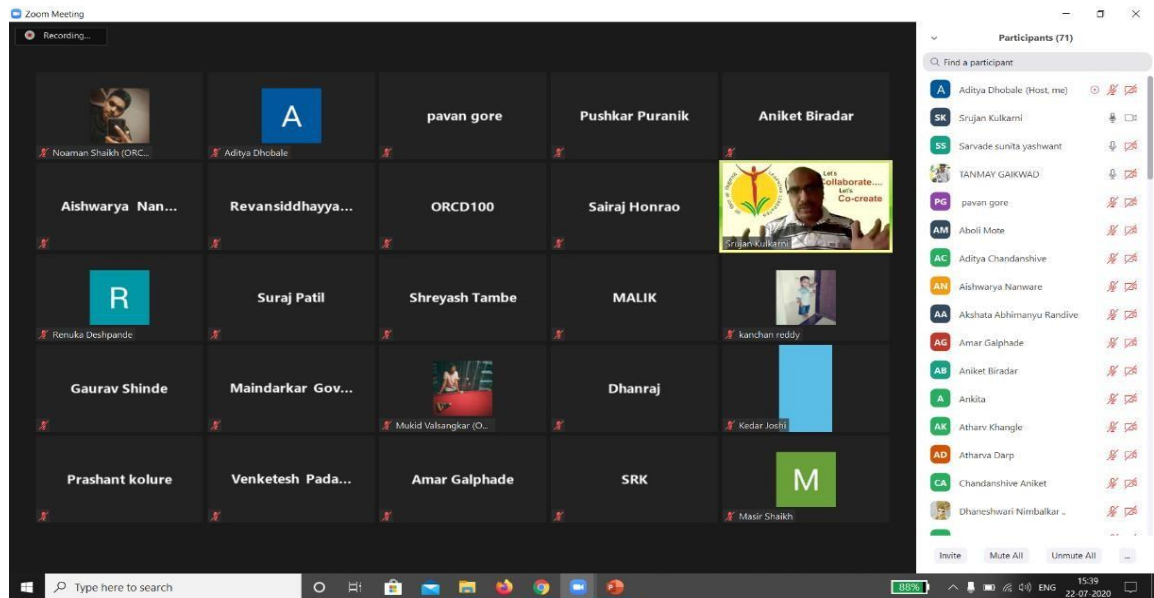 Zoom Meeting
Recording...
Noaman Shaikh (ORC...
A
Aditya Dhobale
pavan gore
Pushkar Puranik
Aniket Biradar
Aishwarya Nan...
Revansiddhayya...
ORCD100
Sairaj Honrao
Let's
Collaborate....
Let's
Co-create
Srujan Kulkarni
R
Renuka Deshpande
Suraj Patil
Shreyash Tambe
MALIK
kanchan reddy
Gaurav Shinde
Maindarkar Gov...
Mukid Valsangkar (O...
Dhanraj
Kedar Joshi
Prashant kolure
Venketesh Pada...
Amar Galphade
SRK
M
Masir Shaikh
Participants (71)
Find a participant
A Aditya Dhobale (Host, me)
SK Srujan Kulkarni
SS Sarvade sunita yashwant
TANMAY GAIKWAD
PG pavan gore
AM Aboli Mote
AC Aditya Chandanshive
AN Aishwarya Nanware
AA Akshata Abhimanyu Randive
AG Amar Galphade
AB Aniket Biradar
A Ankita
AK Atharv Khangle
AD Atharva Darp
CA Chandanshive Aniket
Dhaneshwari Nimbalkar ..
Invite Mute All Unmute All ...
Type here to search
88%
ENG
15:39
22-07-2020